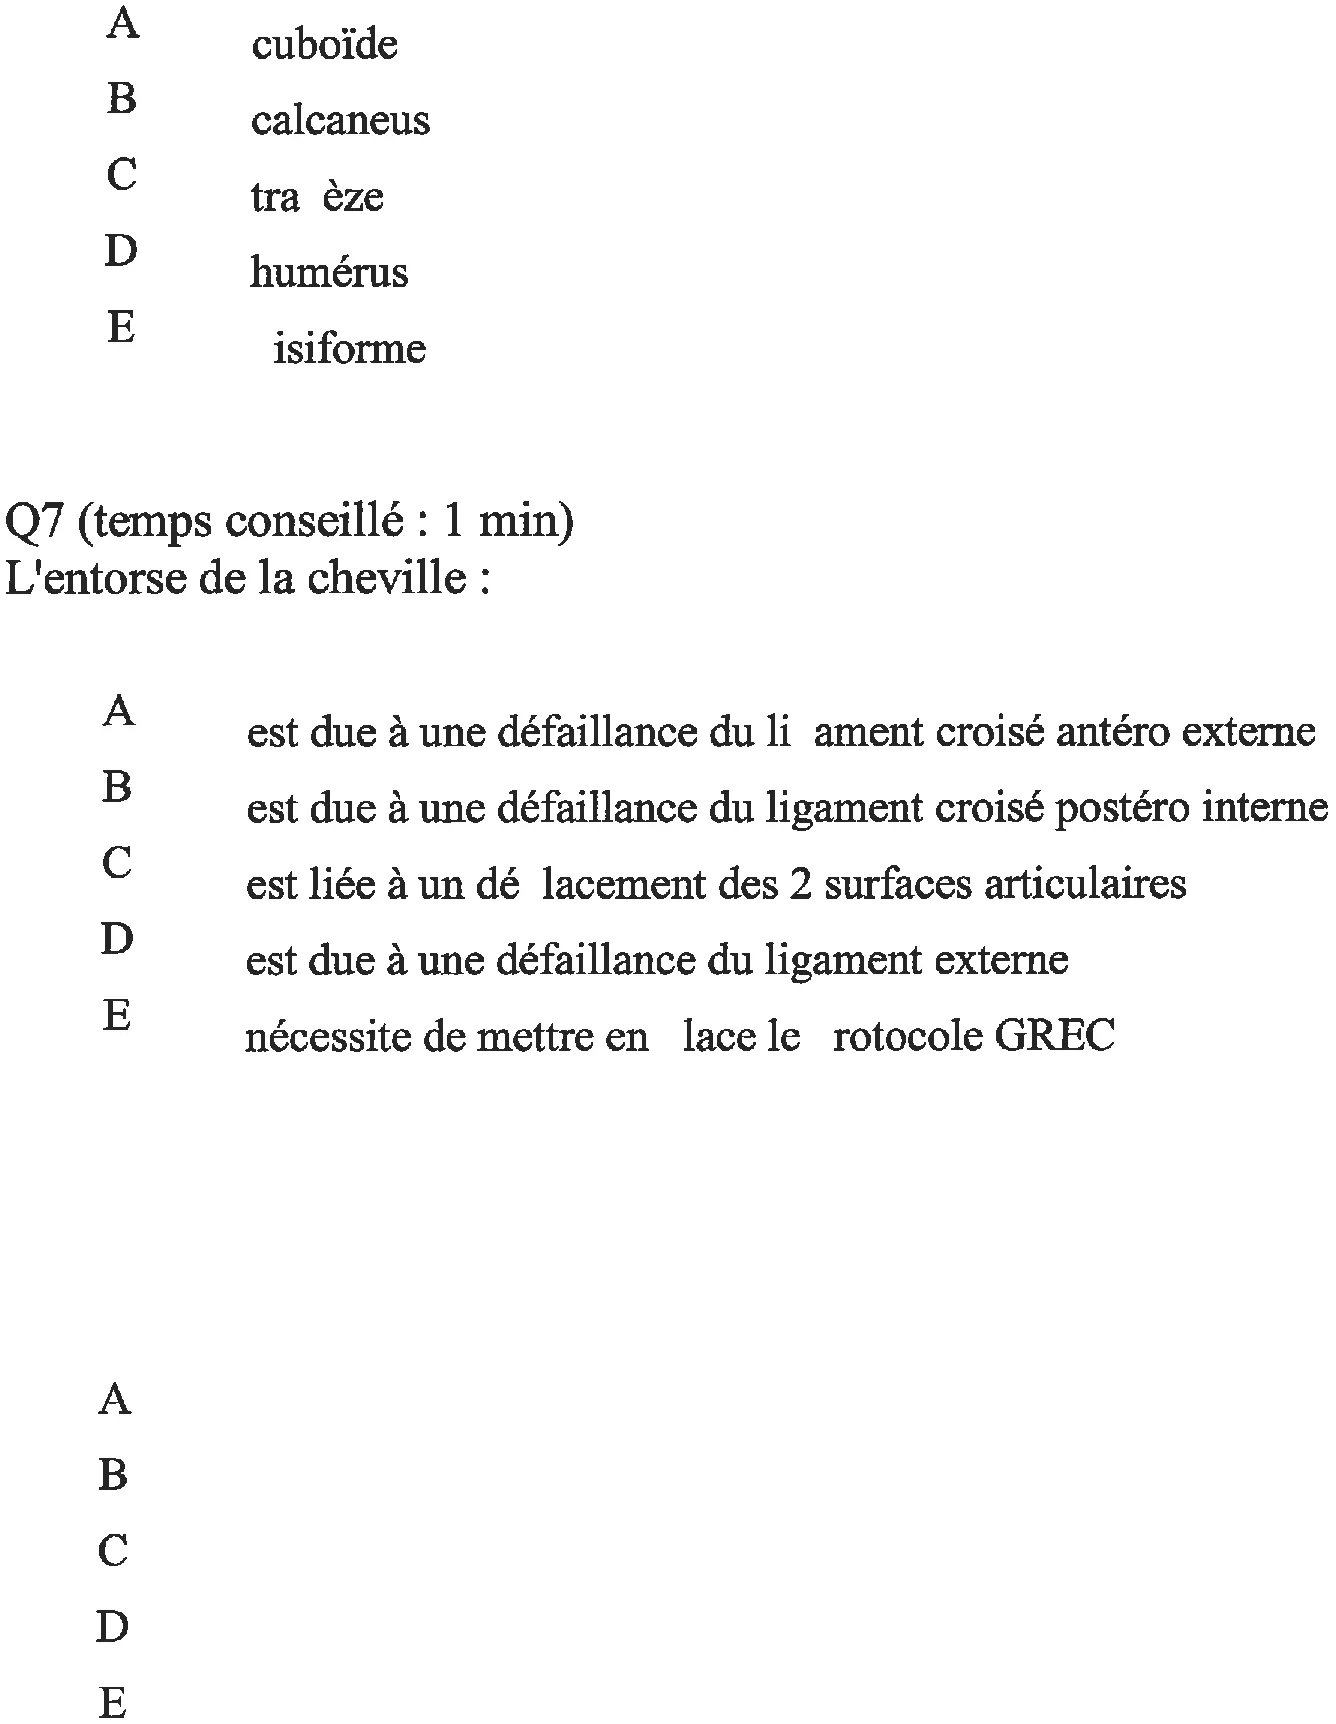 A cuboïde
B calcaneus
C tra èze
D humérus
E isiforme
Q7 (temps conseillé : 1 min)
L'entorse de la cheville :
A est due à une défaillance du li ament croisé antéro externe
B est due à une défaillance du ligament croisé postéro interne
C est liée à un dé lacement des 2 surfaces articulaires
D est due à une défaillance du ligament externe
E nécessite de mettre en lace le rotocole GREC
A
B
C
D
E